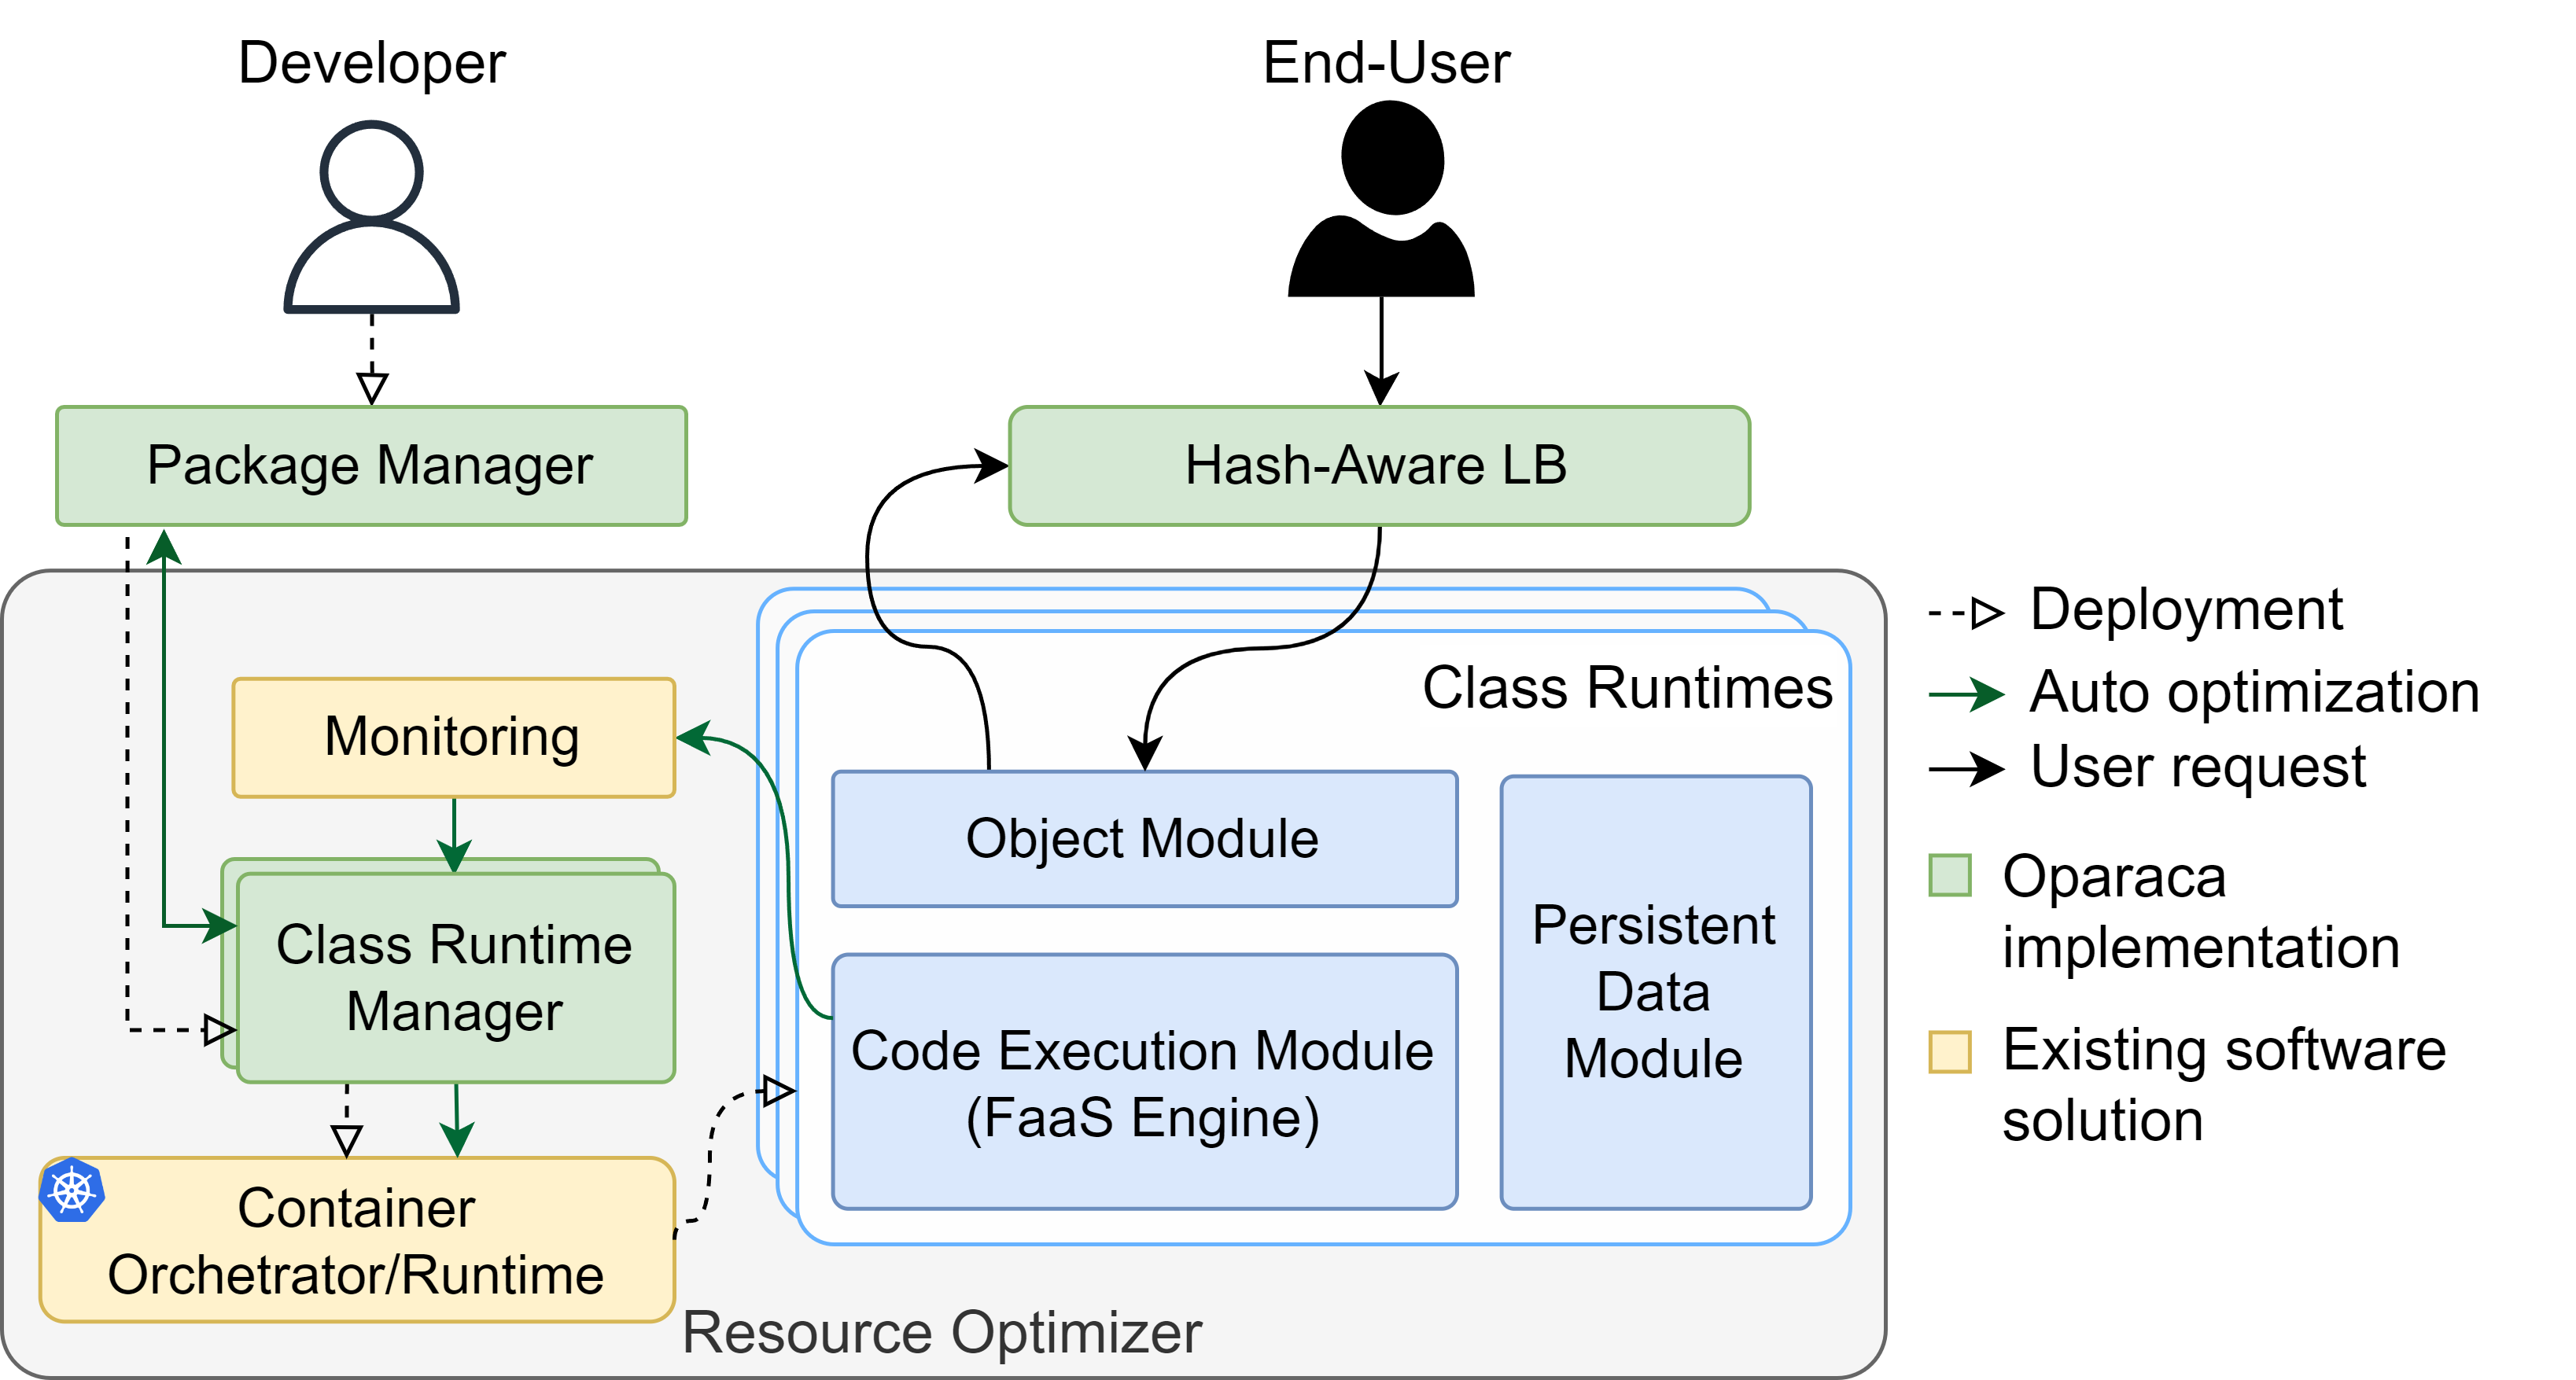 Developer
End-User
Package Manager
Hash-Aware LB
Class Runtimes
Monitoring
Object Module
Class Runtime
Manager
Code Execution Module
(FaaS Engine)
Persistent
Data
Module
Container
Orchetrator/Runtime
Resource Optimizer
Deployment
Auto optimization
User request
Oparaca
implementation
Existing software
solution